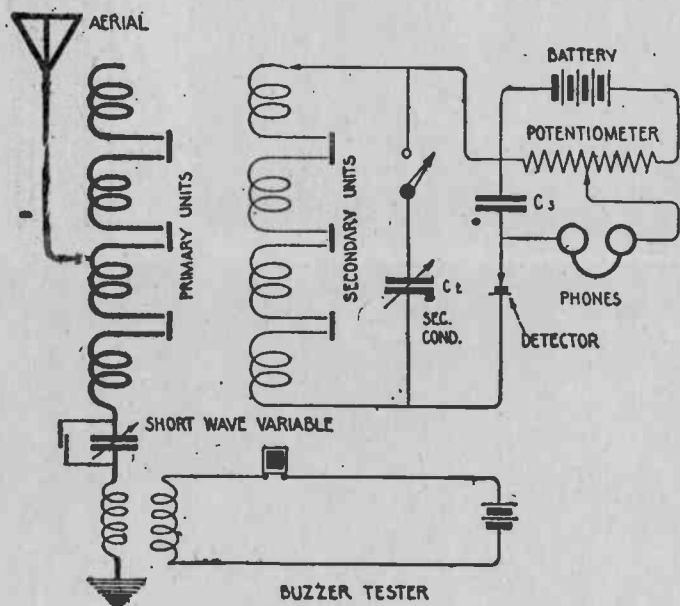 AERIAL
BATTERY
POTENTIOMETER
PRIMARY UNITS
SECONDARY UNITS
C3
C2
SEC.
COND.
PHONES
DETECTOR
SHORT WAVE VARIABLE
BUZZER TESTER